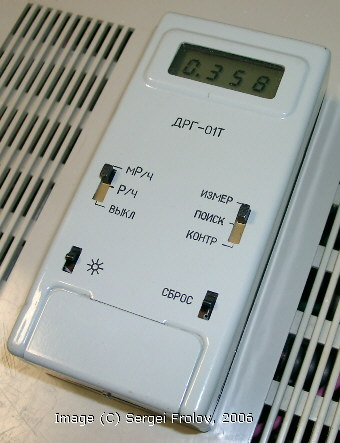 0.358
ДРГ-01Т
мР/ч
Р/ч
ВЫКЛ
ИЗМЕР
ПОИСК
КОНТР
СБРОС
Image (C) Sergei Frolov, 2006